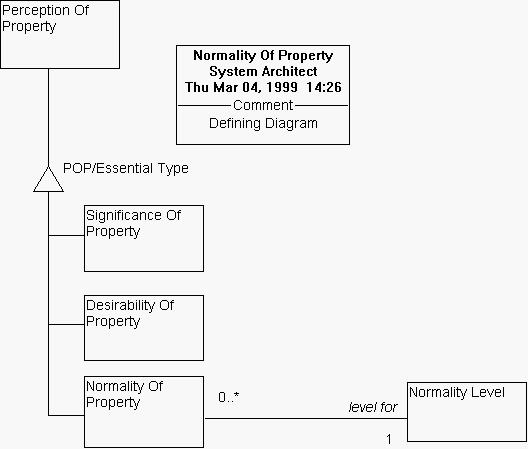 Perception Of
Property
Normality Of Property
System Architect
Thu Mar 04, 1999 14:26
Comment
Defining Diagram
POP/Essential Type
Significance Of
Property
Desirability Of
Property
Normality Of
Property
0..*
level for
1
Normality Level